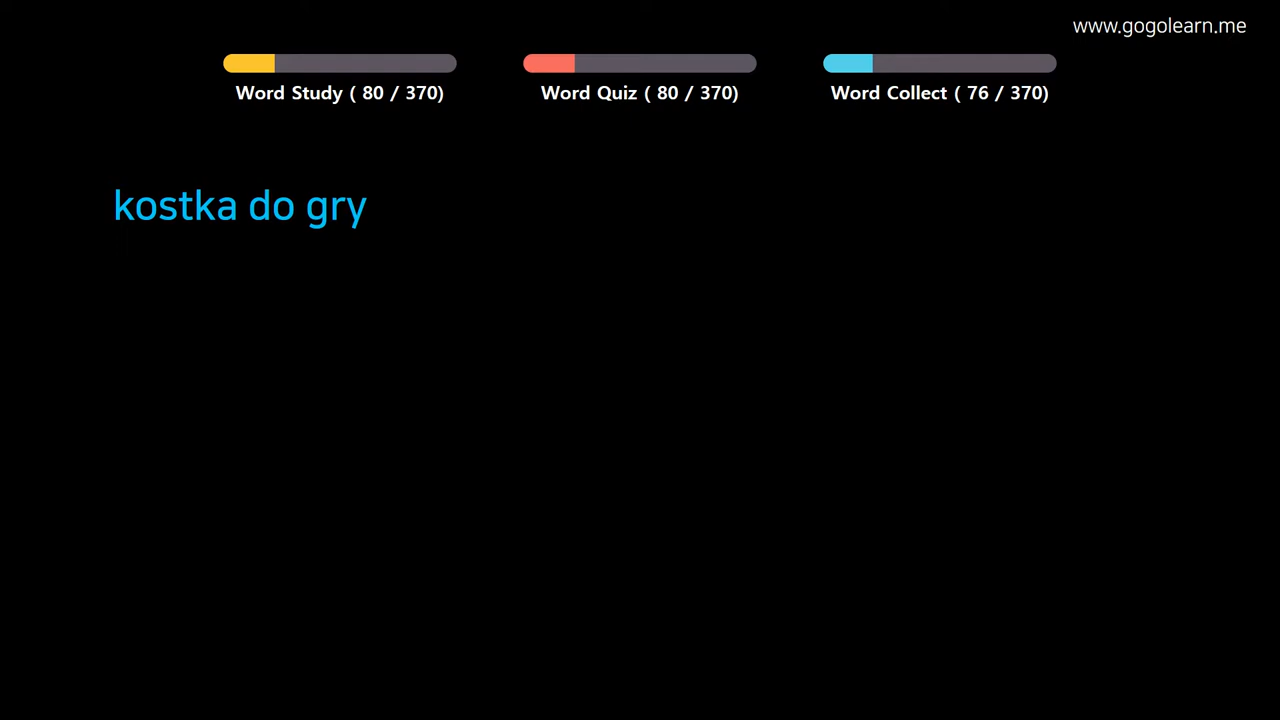 www.gogolearn.me
Word Study ( 80 / 370)
Word Quiz ( 80 / 370)
Word Collect ( 76 / 370)
kostka do gry